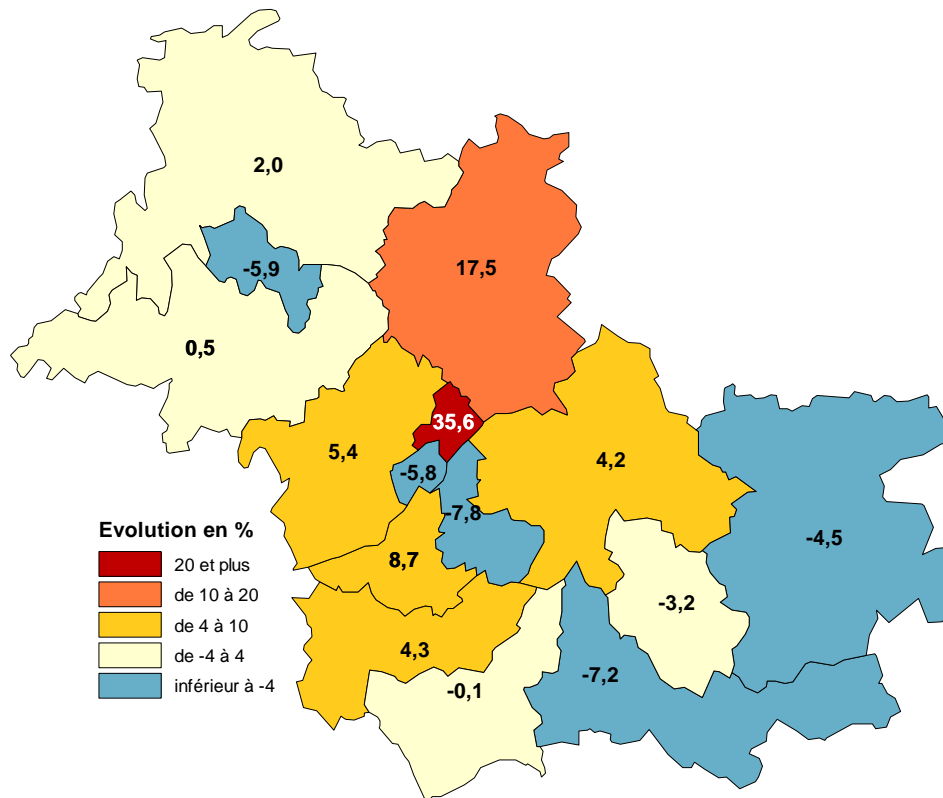 2,0
-5,9
17,5
0,5
35,6
5,4
4,2
-5,8
-7,8
-4,5
8,7
-3,2
4,3
-7,2
-0,1
Evolution en %
20 et plus
de 10 à 20
de 4 à 10
de -4 à 4
inférieur à -4